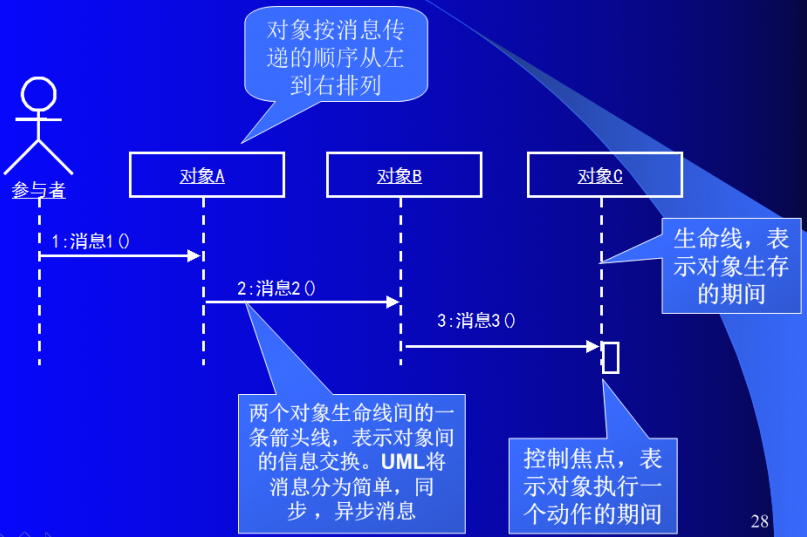 对象按消息传
递的顺序从左
到右排列
参与者
对象A
对象B
对象C
1:消息1()
2:消息2()
3:消息3()
生命线，表
示对象生存
的期间
两个对象生命线间的一
条箭头线，表示对象间
的信息交换。UML将
消息分为简单，同
步，异步消息
控制焦点，表
示对象执行一
个动作的期间
28